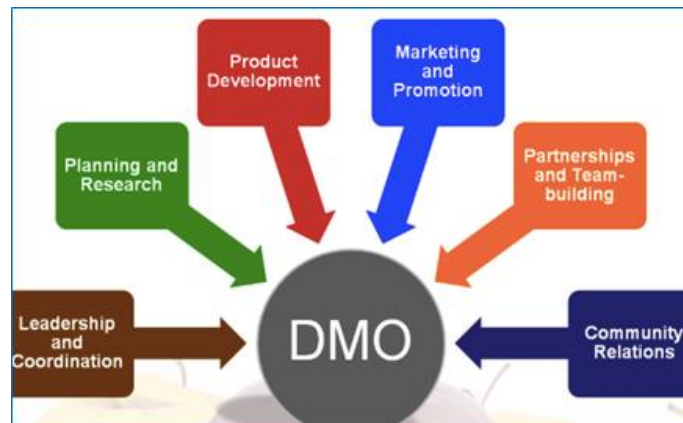 Product
Development
Marketing
and
Promotion
Planning and
Research
Partnerships
and Team-
building
Leadership
and
Coordination
DMO
Community
Relations